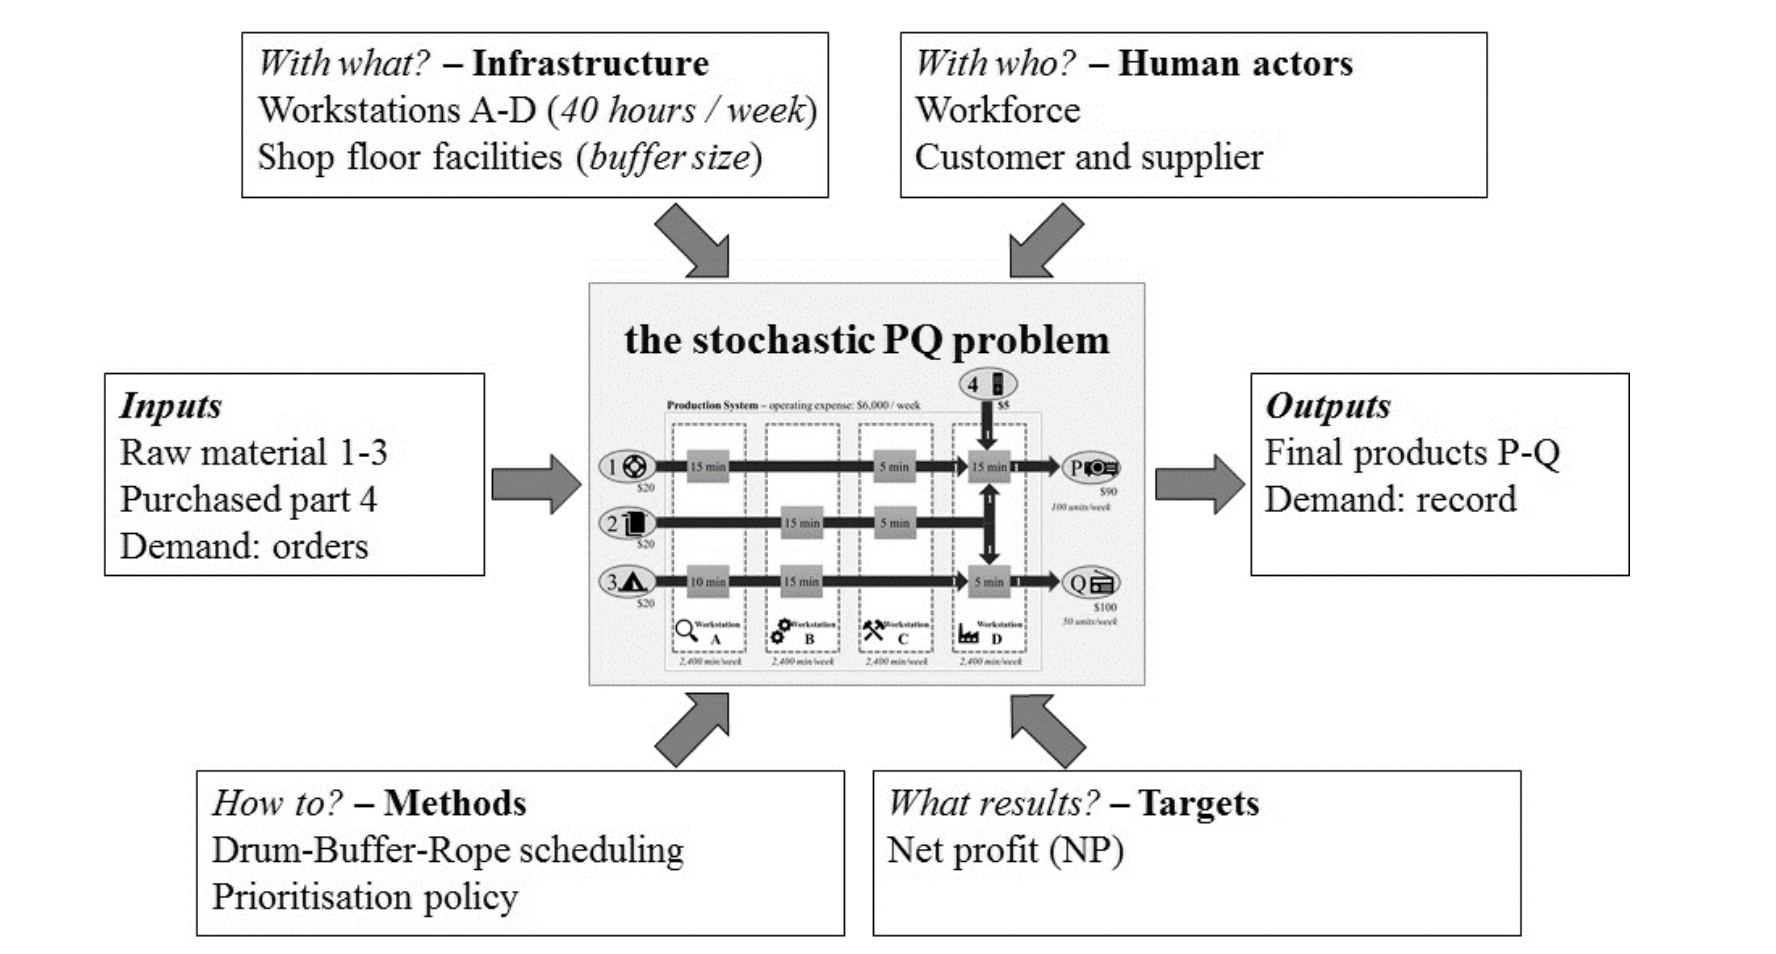 With what? – Infrastructure
Workstations A-D (40 hours / week)
Shop floor facilities (buffer size)
With who? – Human actors
Workforce
Customer and supplier
Inputs
Raw material 1-3
Purchased part 4
Demand: orders
the stochastic PQ problem
4
$5
Production System – operating expense: $6,000 / week
1
$20
15 min
5 min
15 min
1
P
$90
100 units/week
2
$20
15 min
5 min
1
1
3
$20
10 min
15 min
1
5 min
1
Q
$100
50 units/week
Workstation
A
Workstation
B
Workstation
C
Workstation
D
2,400 min/week
2,400 min/week
2,400 min/week
2,400 min/week
Outputs
Final products P-Q
Demand: record
How to? – Methods
Drum-Buffer-Rope scheduling
Prioritisation policy
What results? – Targets
Net profit (NP)